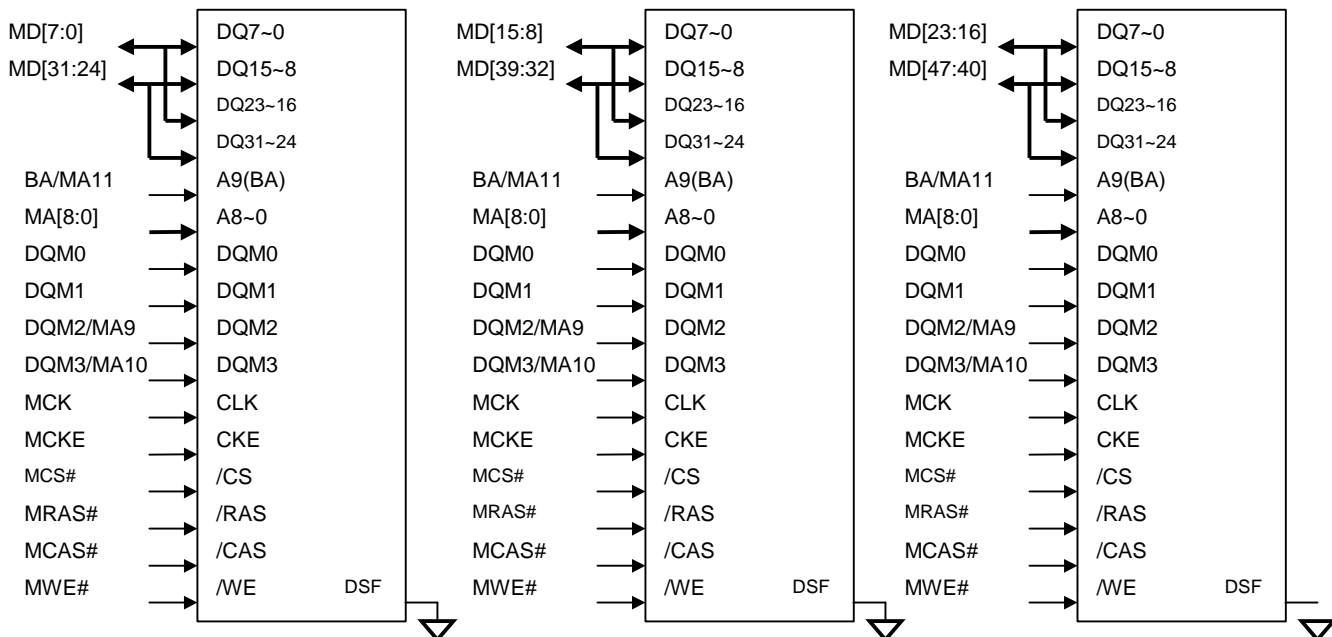 MD[7:0] DQ7~0 MD[15:8] DQ7~0 MD[23:16] DQ7~0
MD[31:24] DQ15~8 MD[39:32] DQ15~8 MD[47:40] DQ15~8
DQ23~16 DQ23~16 DQ23~16
DQ31~24 DQ31~24 DQ31~24
BA/MA11 A9(BA) BA/MA11 A9(BA) BA/MA11 A9(BA)
MA[8:0] A8~0 MA[8:0] A8~0 MA[8:0] A8~0
DQM0 DQM0 DQM0 DQM0 DQM0 DQM0
DQM1 DQM1 DQM1 DQM1 DQM1 DQM1
DQM2/MA9 DQM2 DQM2/MA9 DQM2 DQM2/MA9 DQM2
DQM3/MA10 DQM3 DQM3/MA10 DQM3 DQM3/MA10 DQM3
MCK CLK MCK CLK MCK CLK
MCKE CKE MCKE CKE MCKE CKE
MCS# /CS MCS# /CS MCS# /CS
MRAS# /RAS MRAS# /RAS MRAS# /RAS
MCAS# /CAS MCAS# /CAS MCAS# /CAS
MWE# /WE DSF MWE# /WE DSF MWE# /WE DSF